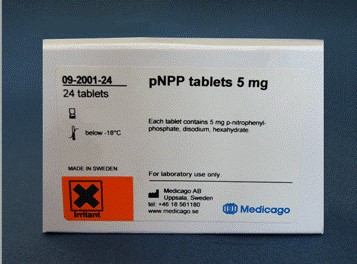 09-2001-24
24 tablets
pNPP tablets 5 mg
Each tablet contains 5 mg p-nitrophenyl-
phosphate, disodium, hexahydrate.
below -18°C
MADE IN SWEDEN
For laboratory use only
Irritant
Medicago AB
Uppsala, Sweden
tel: +46 18 561180
www.medicago.se
Medicago